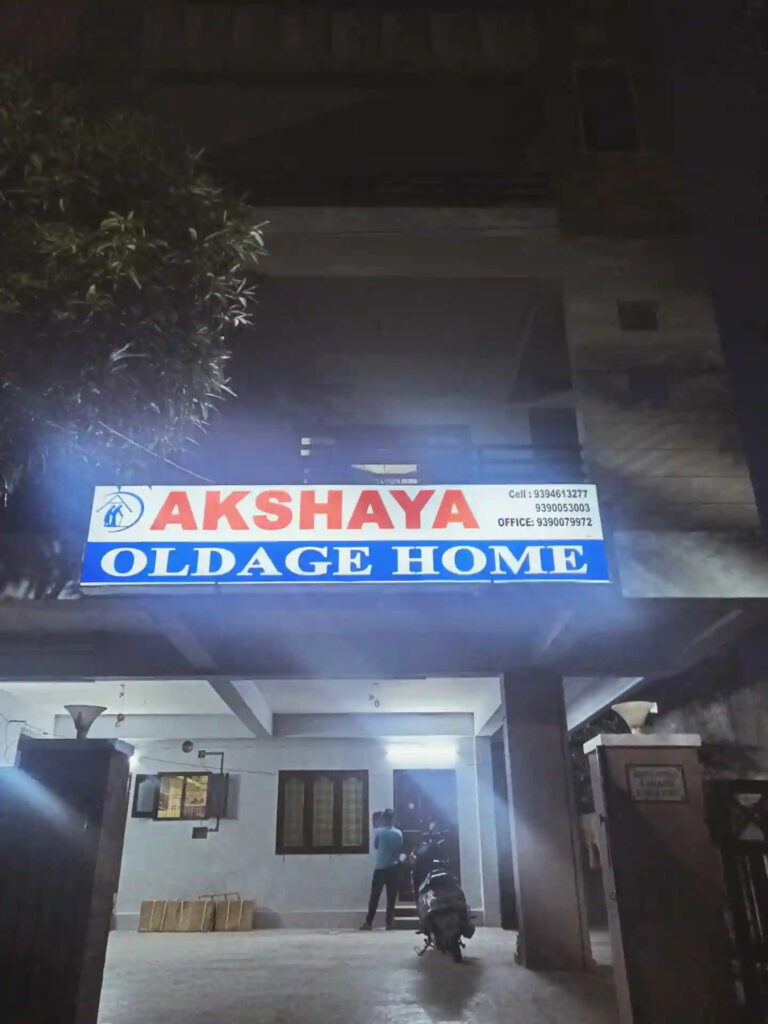 AKSHAYA
Cell : 9394613277
9390053003
OFFICE: 9390079972
OLDAGE HOME